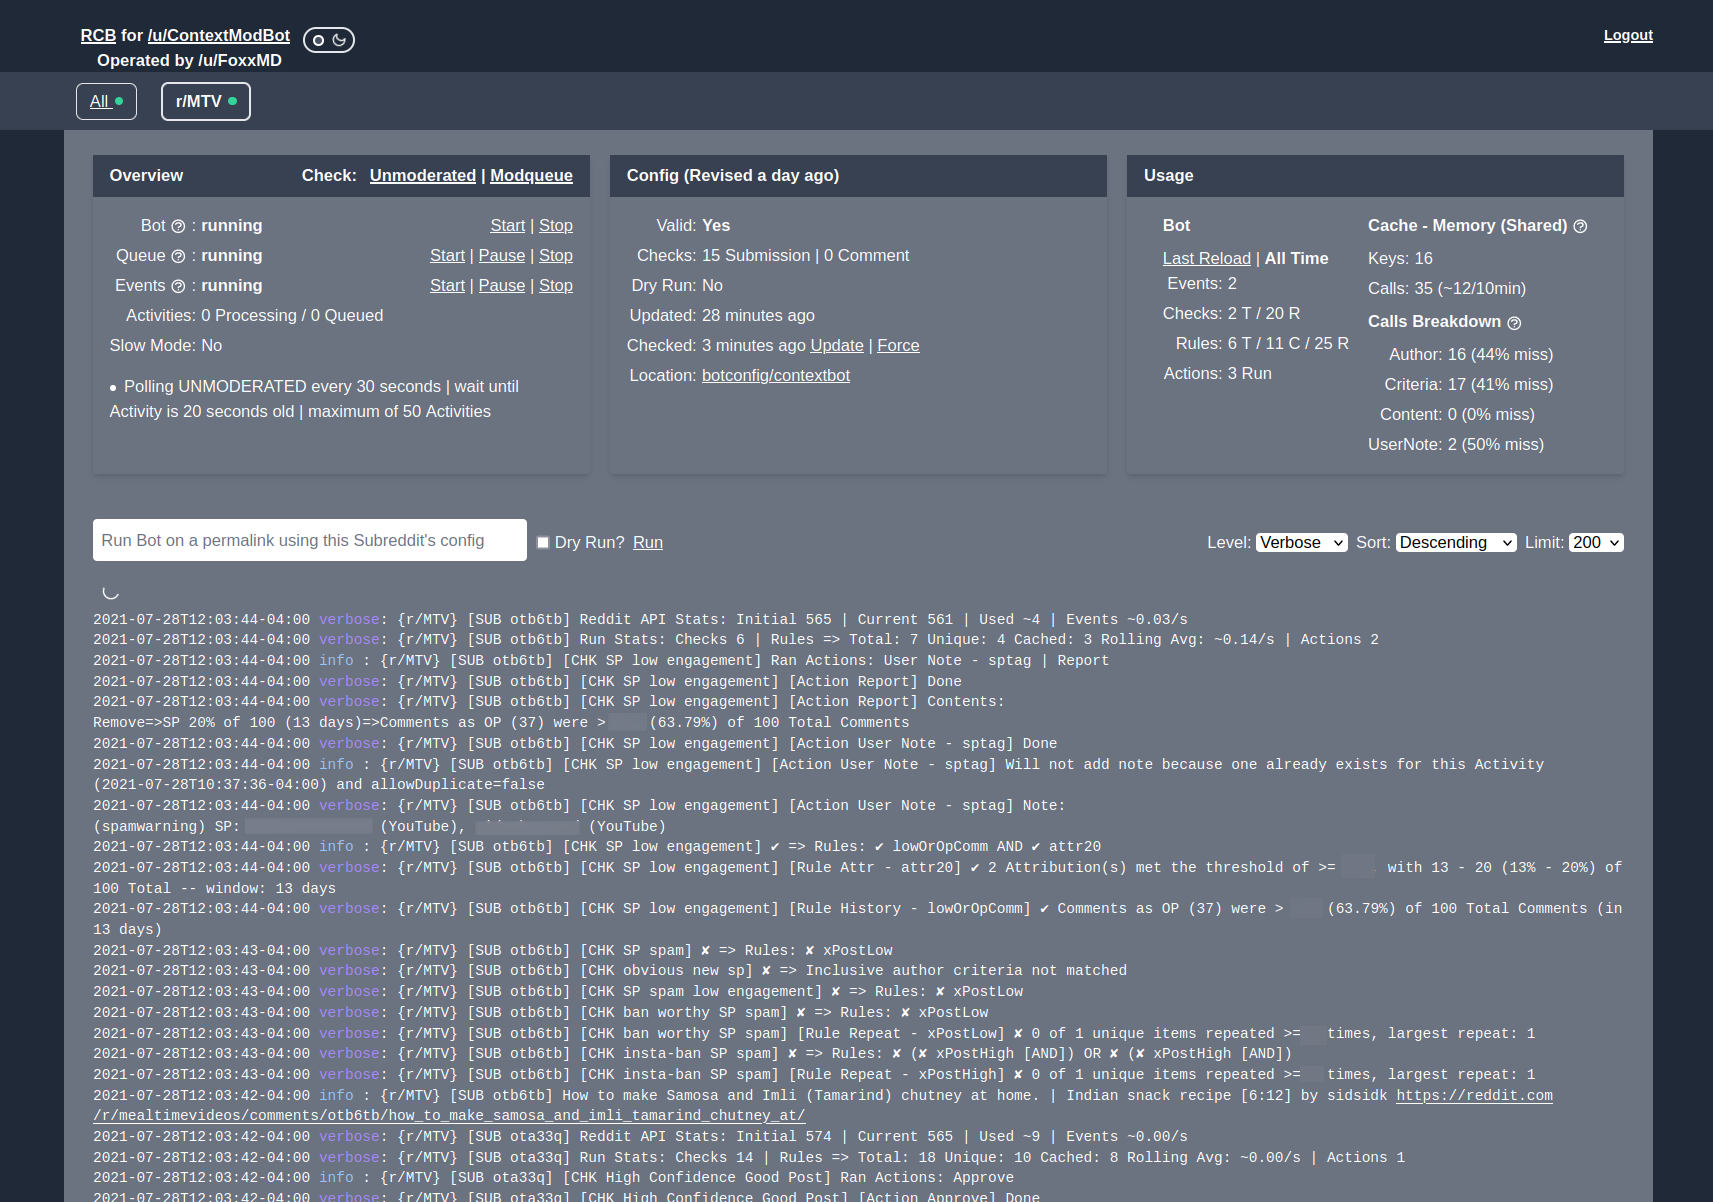 RCB for /u/ContextModBot
Operated by /u/FoxxMD
Logout
All
r/MTV
Overview Check: Unmoderated | Modqueue
Bot : running Start | Stop
Queue : running Start | Pause | Stop
Events : running Start | Pause | Stop
Activities: 0 Processing / 0 Queued
Slow Mode: No
Polling UNMODERATED every 30 seconds | wait until
Activity is 20 seconds old | maximum of 50 Activities
Config (Revised a day ago)
Valid: Yes
Checks: 15 Submission | 0 Comment
Dry Run: No
Updated: 28 minutes ago
Checked: 3 minutes ago Update | Force
Location: botconfig/contextbot
Usage
Bot
Last Reload | All Time
Events: 2
Checks: 2 T / 20 R
Rules: 6 T / 11 C / 25 R
Actions: 3 Run
Cache - Memory (Shared)
Keys: 16
Calls: 35 (~12/10min)
Calls Breakdown
Author: 16 (44% miss)
Criteria: 17 (41% miss)
Content: 0 (0% miss)
UserNote: 2 (50% miss)
Run Bot on a permalink using this Subreddit's config
Dry Run? Run
Level: Verbose Sort: Descending Limit: 200
2021-07-28T12:03:44-04:00 verbose: {r/MTV} [SUB otb6tb] Reddit API Stats: Initial 565 | Current 561 | Used ~4 | Events ~0.03/s
2021-07-28T12:03:44-04:00 verbose: {r/MTV} [SUB otb6tb] Run Stats: Checks 6 | Rules => Total: 7 Unique: 4 Cached: 3 Rolling Avg: ~0.14/s | Actions 2
2021-07-28T12:03:44-04:00 info : {r/MTV} [SUB otb6tb] [CHK SP low engagement] Ran Actions: User Note - sptag | Report
2021-07-28T12:03:44-04:00 verbose: {r/MTV} [SUB otb6tb] [CHK SP low engagement] [Action Report] Done
2021-07-28T12:03:44-04:00 verbose: {r/MTV} [SUB otb6tb] [CHK SP low engagement] [Action Report] Contents:
Remove=>SP 20% of 100 (13 days)=>Comments as OP (37) were > (63.79%) of 100 Total Comments
2021-07-28T12:03:44-04:00 verbose: {r/MTV} [SUB otb6tb] [CHK SP low engagement] [Action User Note - sptag] Done
2021-07-28T12:03:44-04:00 info : {r/MTV} [SUB otb6tb] [CHK SP low engagement] [Action User Note - sptag] Will not add note because one already exists for this Activity
(2021-07-28T10:37:36-04:00) and allowDuplicate=false
2021-07-28T12:03:44-04:00 verbose: {r/MTV} [SUB otb6tb] [CHK SP low engagement] [Action User Note - sptag] Note:
(spamwarning) SP: (YouTube), (YouTube)
2021-07-28T12:03:44-04:00 info : {r/MTV} [SUB otb6tb] [CHK SP low engagement] ✔ => Rules: ✔ lowOrOpComm AND ✔ attr20
2021-07-28T12:03:44-04:00 verbose: {r/MTV} [SUB otb6tb] [CHK SP low engagement] [Rule Attr - attr20] ✔ 2 Attribution(s) met the threshold of >= with 13 - 20 (13% - 20%) of
100 Total -- window: 13 days
2021-07-28T12:03:44-04:00 verbose: {r/MTV} [SUB otb6tb] [CHK SP low engagement] [Rule History - lowOrOpComm] ✔ Comments as OP (37) were > (63.79%) of 100 Total Comments (in
13 days)
2021-07-28T12:03:43-04:00 verbose: {r/MTV} [SUB otb6tb] [CHK SP spam] ✘ => Rules: ✘ xPostLow
2021-07-28T12:03:43-04:00 verbose: {r/MTV} [SUB otb6tb] [CHK obvious new sp] ✘ => Inclusive author criteria not matched
2021-07-28T12:03:43-04:00 verbose: {r/MTV} [SUB otb6tb] [CHK SP spam low engagement] ✘ => Rules: ✘ xPostLow
2021-07-28T12:03:43-04:00 verbose: {r/MTV} [SUB otb6tb] [CHK ban worthy SP spam] ✘ => Rules: ✘ xPostLow
2021-07-28T12:03:43-04:00 verbose: {r/MTV} [SUB otb6tb] [CHK ban worthy SP spam] [Rule Repeat - xPostLow] ✘ 0 of 1 unique items repeated >= times, largest repeat: 1
2021-07-28T12:03:43-04:00 verbose: {r/MTV} [SUB otb6tb] [CHK insta-ban SP spam] ✘ => Rules: ✘ (✘ xPostHigh [AND]) OR ✘ (✘ xPostHigh [AND])
2021-07-28T12:03:43-04:00 verbose: {r/MTV} [SUB otb6tb] [CHK insta-ban SP spam] [Rule Repeat - xPostHigh] ✘ 0 of 1 unique items repeated >= times, largest repeat: 1
2021-07-28T12:03:42-04:00 info : {r/MTV} [SUB otb6tb] How to make Samosa and Imli (Tamarind) chutney at home. | Indian snack recipe [6:12] by sidsidk https://reddit.com
/r/mealtimevideos/comments/otb6tb/how_to_make_samosa_and_imli_tamarind_chutney_at/
2021-07-28T12:03:42-04:00 verbose: {r/MTV} [SUB ota33q] Reddit API Stats: Initial 574 | Current 565 | Used ~9 | Events ~0.00/s
2021-07-28T12:03:42-04:00 verbose: {r/MTV} [SUB ota33q] Run Stats: Checks 14 | Rules => Total: 18 Unique: 10 Cached: 8 Rolling Avg: ~0.00/s | Actions 1
2021-07-28T12:03:42-04:00 info : {r/MTV} [SUB ota33q] [CHK High Confidence Good Post] Ran Actions: Approve
2021-07-28T12:03:42-04:00 verbose: {r/MTV} [SUB ota33q] [CHK High Confidence Good Post] [Action Approve] Done